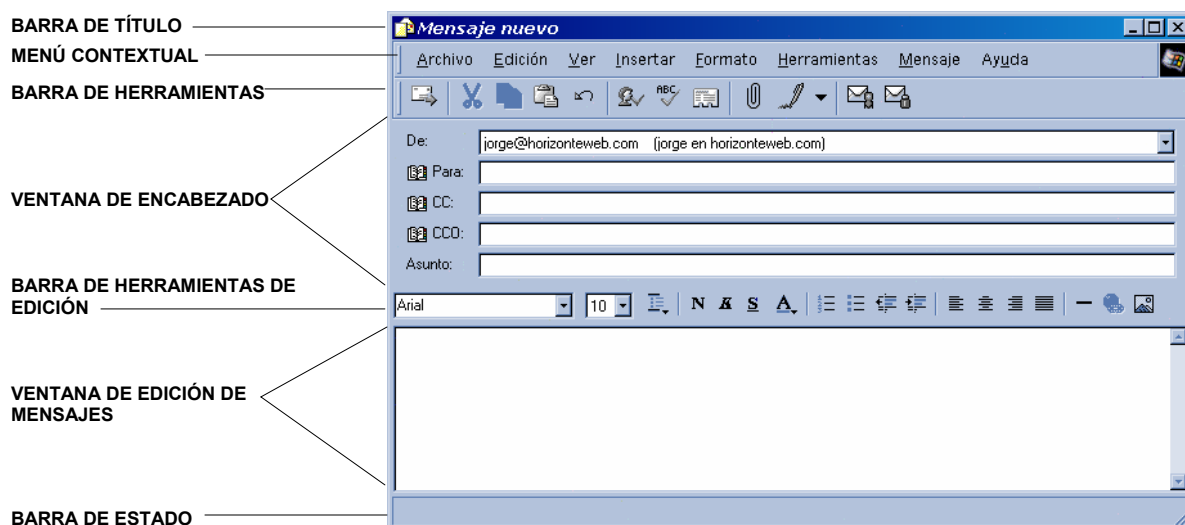 BARRA DE TÍTULO
Mensaje nuevo
MENÚ CONTEXTUAL
Archivo Edición Ver Insertar Formato Herramientas Mensaje Ayuda
BARRA DE HERRAMIENTAS
ABC
De: jorge@horizonteweb.com (jorge en horizonteweb.com)
Para:
VENTANA DE ENCABEZADO
CC:
CCO:
Asunto:
BARRA DE HERRAMIENTAS DE
EDICIÓN
Arial 10 N K S A
VENTANA DE EDICIÓN DE
MENSAJES
BARRA DE ESTADO